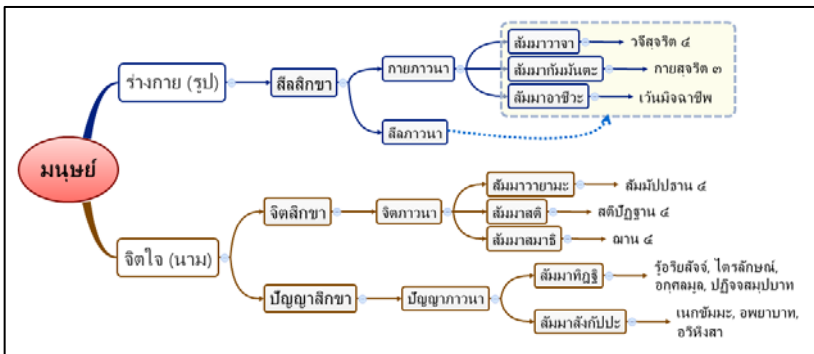 มนุษย์
ร่างกาย (รูป)
สีลสิกขา
กายภาวนา
สัมมาวาจา
วจีสุจริต ๔
สัมมากัมมันตะ
กายสุจริต ๓
สัมมาอาชีวะ
เว้นมิจฉาชีพ
สีลภาวนา
จิตใจ (นาม)
จิตสิกขา
จิตภาวนา
สัมมาวายามะ
สัมมัปปธาน ๔
สัมมาสติ
สติปัฏฐาน ๔
สัมมาสมาธิ
ฌาน ๔
ปัญญาสิกขา
ปัญญาภาวนา
สัมมาทิฏฐิ
รู้อริยสัจจ์, ไตรลักษณ์,
อกุศลมูล, ปฏิจจสมุปบาท
สัมมาสังกัปปะ
เนกขัมมะ, อพยาบาท,
อวิหิงสา